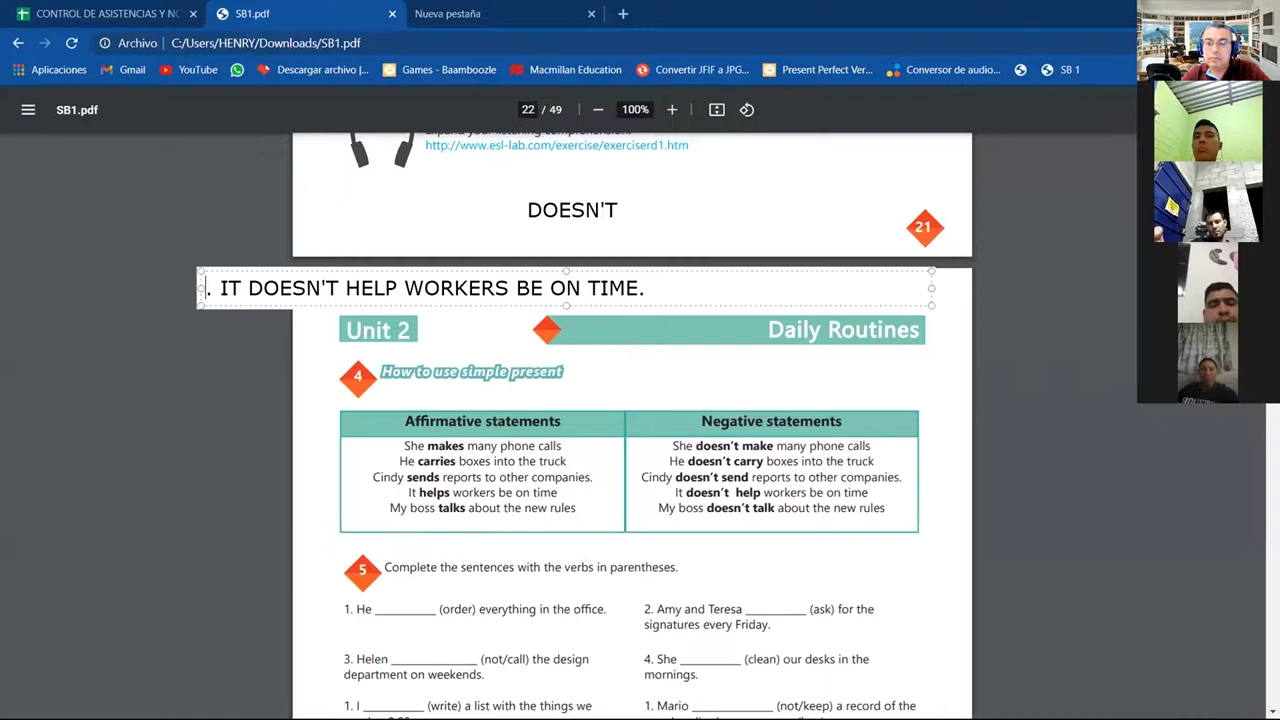 CONTROL DE ASISTENCIAS Y NO
SB1.pdf
Nueva pestaña
Archivo
C:/Users/HENRY/Downloads/SB1.pdf
Aplicaciones
Gmail
YouTube
Descargar archivo |...
Games - Baamboozle
Macmillan Education
Convertir JFIF a JPG...
Present Perfect Ver...
Conversor de audio...
SB 1
SB1.pdf
22 / 49
100%
http://www.esl-lab.com/exercise/exerciserd1.htm
DOESN'T
21
. IT DOESN'T HELP WORKERS BE ON TIME.
Unit 2
Daily Routines
4
How to use simple present
Affirmative statements
Negative statements
She makes many phone calls
She doesn't make many phone calls
He carries boxes into the truck
He doesn't carry boxes into the truck
Cindy sends reports to other companies.
Cindy doesn't send reports to other companies.
It helps workers be on time
It doesn't help workers be on time
My boss talks about the new rules
My boss doesn't talk about the new rules
5
Complete the sentences with the verbs in parentheses.
1. He __________ (order) everything in the office.
2. Amy and Teresa __________ (ask) for the
signatures every Friday.
3. Helen ______________ (not/call) the design
department on weekends.
4. She __________ (clean) our desks in the
mornings.
1. I __________ (write) a list with the things we
1. Mario _____________ (not/keep) a record of the